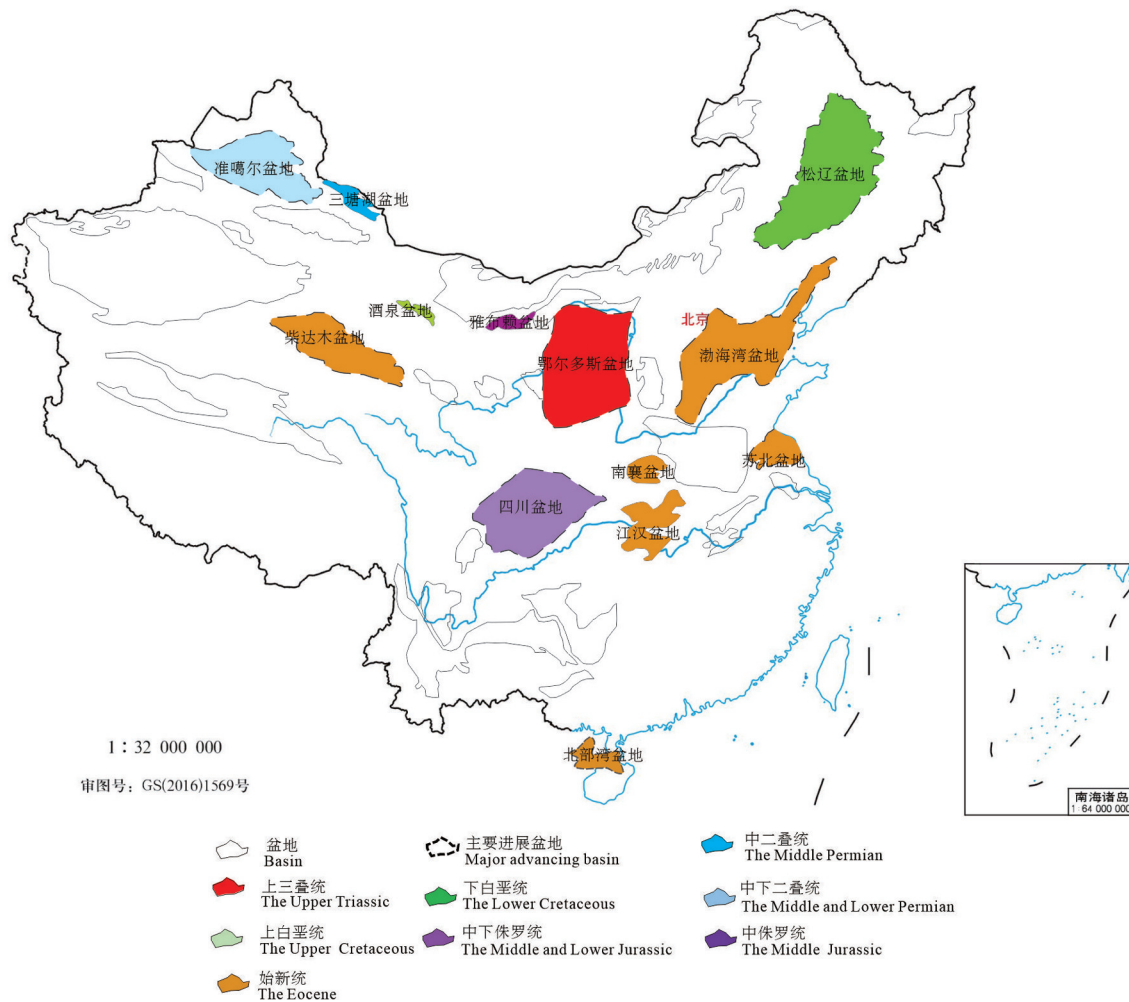 准噶尔盆地
三塘湖盆地
松辽盆地
酒泉盆地
雅布赖盆地
北京
柴达木盆地
鄂尔多斯盆地
渤海湾盆地
南襄盆地
苏北盆地
四川盆地
江汉盆地
北部湾盆地
1：32 000 000
审图号：GS(2016)1569号
南海诸岛
1: 64 000 000
盆地
Basin
主要进展盆地
Major advancing basin
中二叠统
The Middle Permian
上三叠统
The Upper Triassic
下白垩统
The Lower Cretaceous
中下二叠统
The Middle and Lower Permian
上白垩统
The Upper Cretaceous
中下侏罗统
The Middle and Lower Jurassic
中侏罗统
The Middle Jurassic
始新统
The Eocene